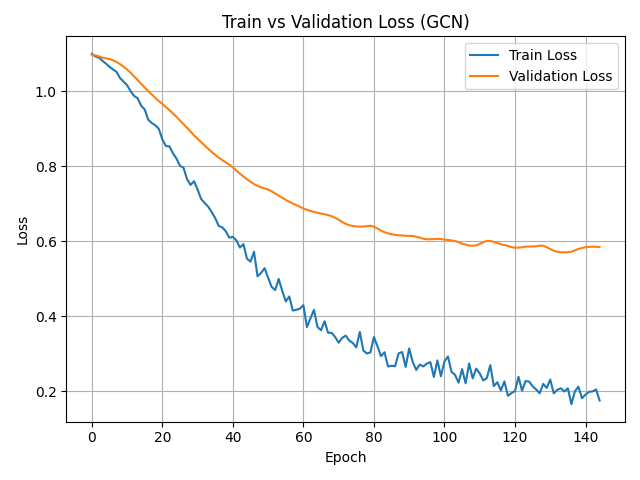 Train vs Validation Loss (GCN)
Train Loss
Validation Loss
1.0
0.8
0.6
0.4
0.2
Loss
0 20 40 60 80 100 120 140
Epoch